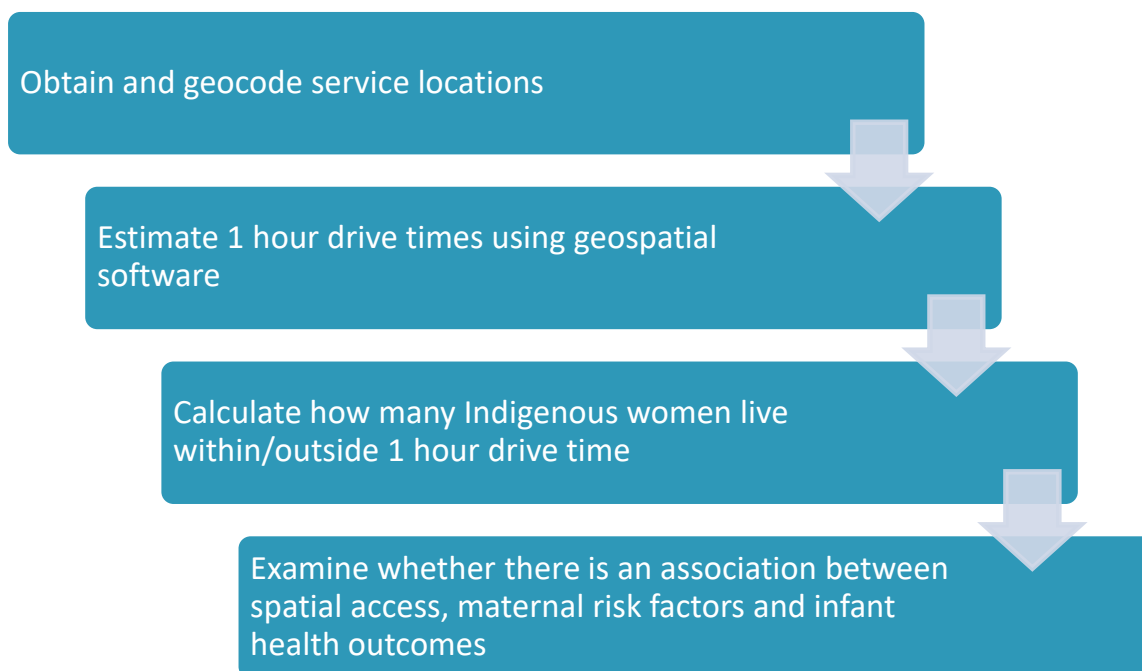 Obtain and geocode service locations
Estimate 1 hour drive times using geospatial
software
Calculate how many Indigenous women live
within/outside 1 hour drive time
Examine whether there is an association between
spatial access, maternal risk factors and infant
health outcomes